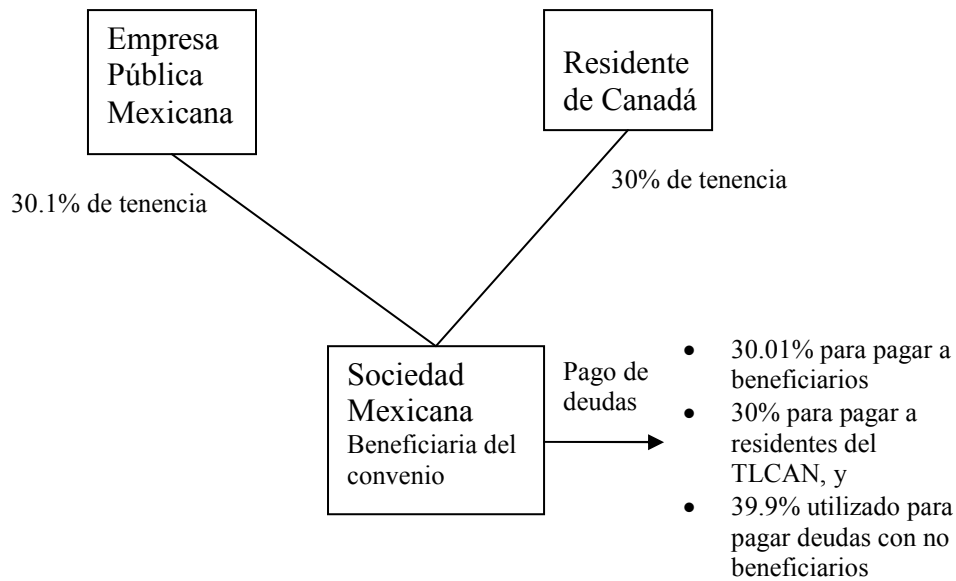 Empresa
Pública
Mexicana
Residente
de Canadá
30.1% de tenencia
30% de tenencia
Sociedad
Mexicana
Beneficiaria del
convenio
Pago de
deudas
• 30.01% para pagar a
beneficiarios
• 30% para pagar a
residentes del
TLCAN, y
• 39.9% utilizado para
pagar deudas con no
beneficiarios